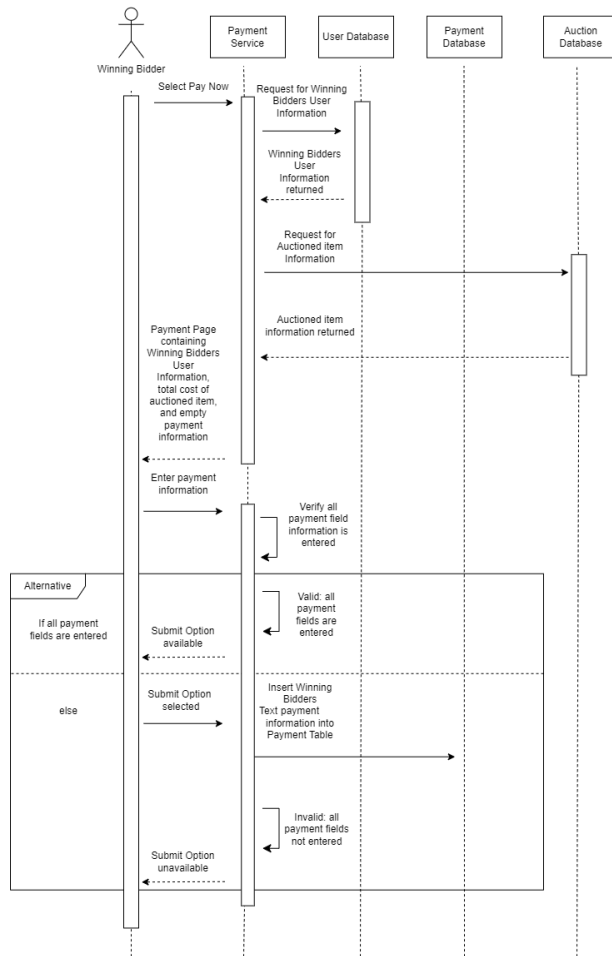 Winning Bidder
Payment
Service
User Database
Payment
Database
Auction
Database
Select Pay Now
Request for Winning
Bidders User
Information
Winning Bidders
User
Information
returned
Request for
Auctioned item
Information
Auctioned item
information returned
Payment Page
containing
Winning Bidders
User
Information,
total cost of
auctioned item,
and empty
payment
information
Enter payment
information
Verify all
payment field
information is
entered
Alternative
If all payment
fields are entered
Valid: all
payment
fields are
entered
Submit Option
available
else
Submit Option
selected
Insert Winning
Bidders
Text payment
information into
Payment Table
Invalid: all
payment fields
not entered
Submit Option
unavailable